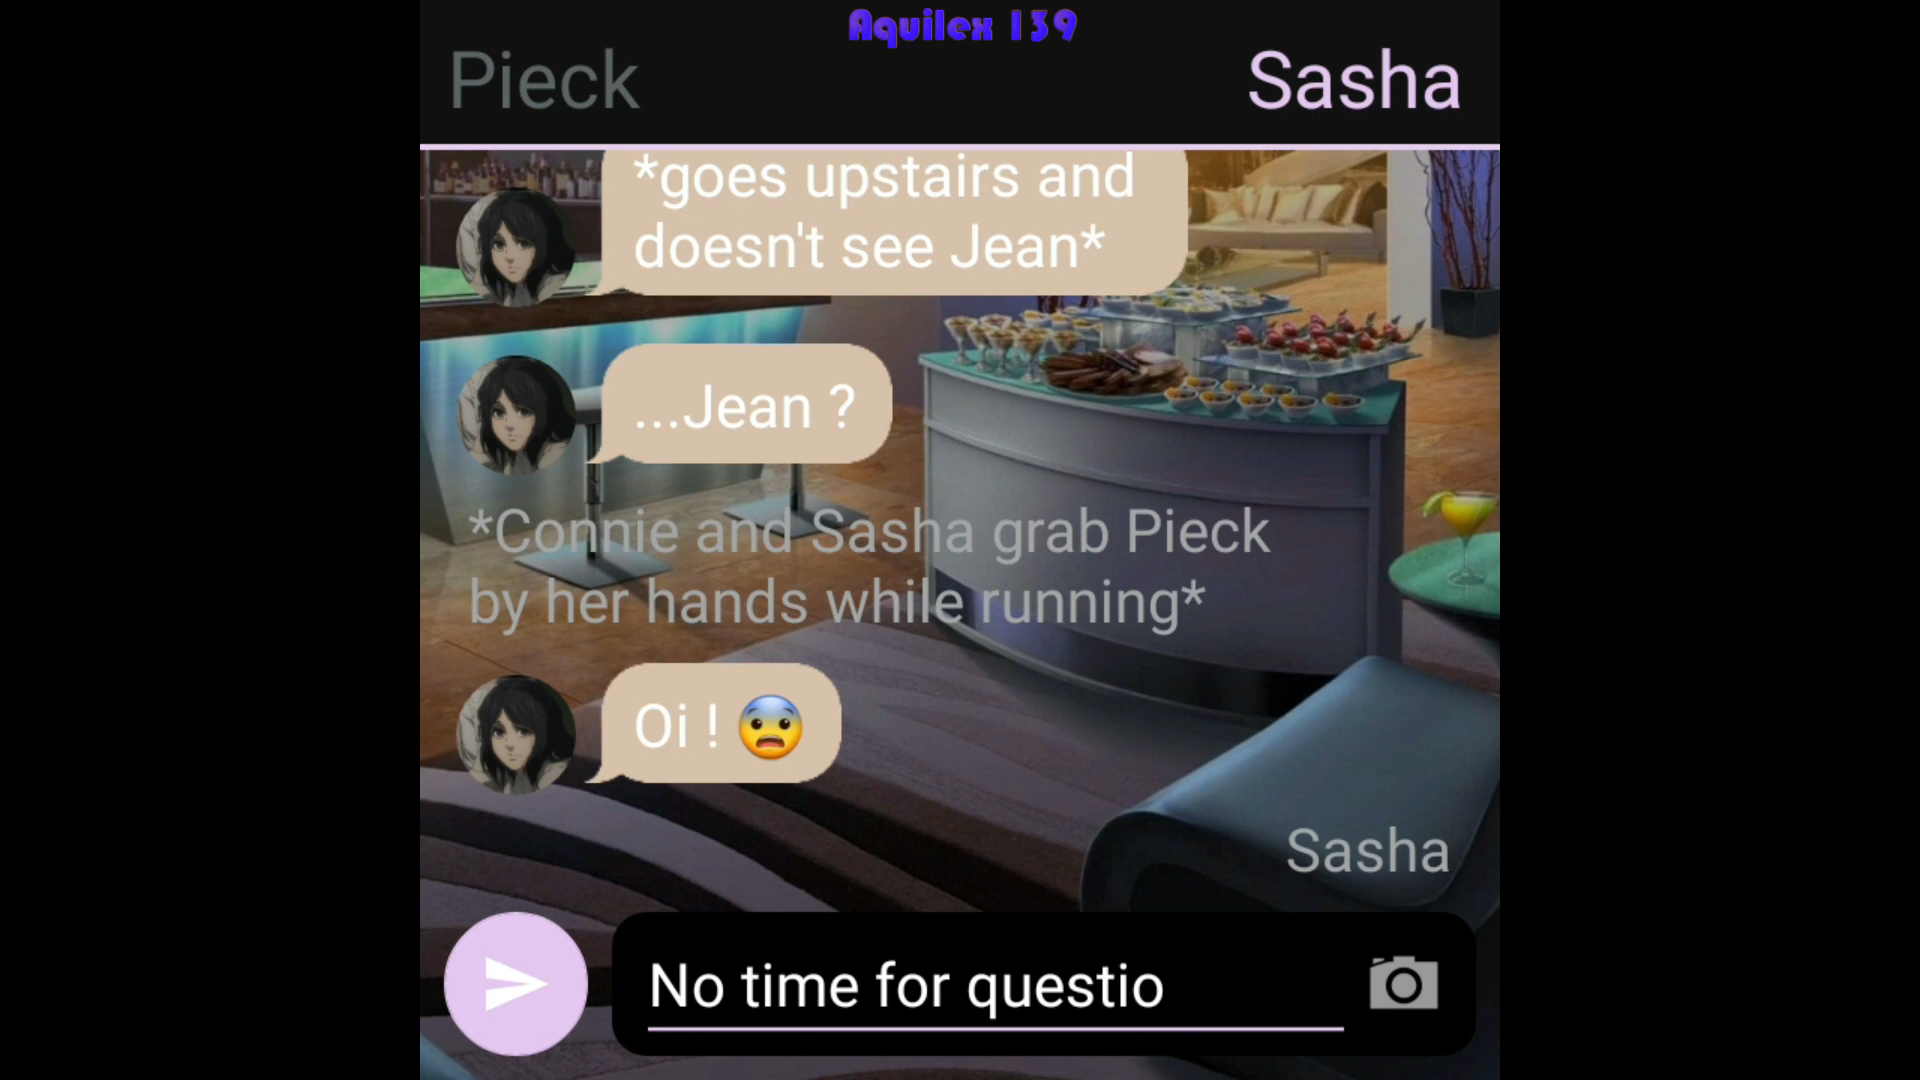 Aquilex 139
Pieck
Sasha
*goes upstairs and
doesn't see Jean*
...Jean ?
*Connie and Sasha grab Pieck
by her hands while running*
Oi ! 😨
Sasha
No time for questio